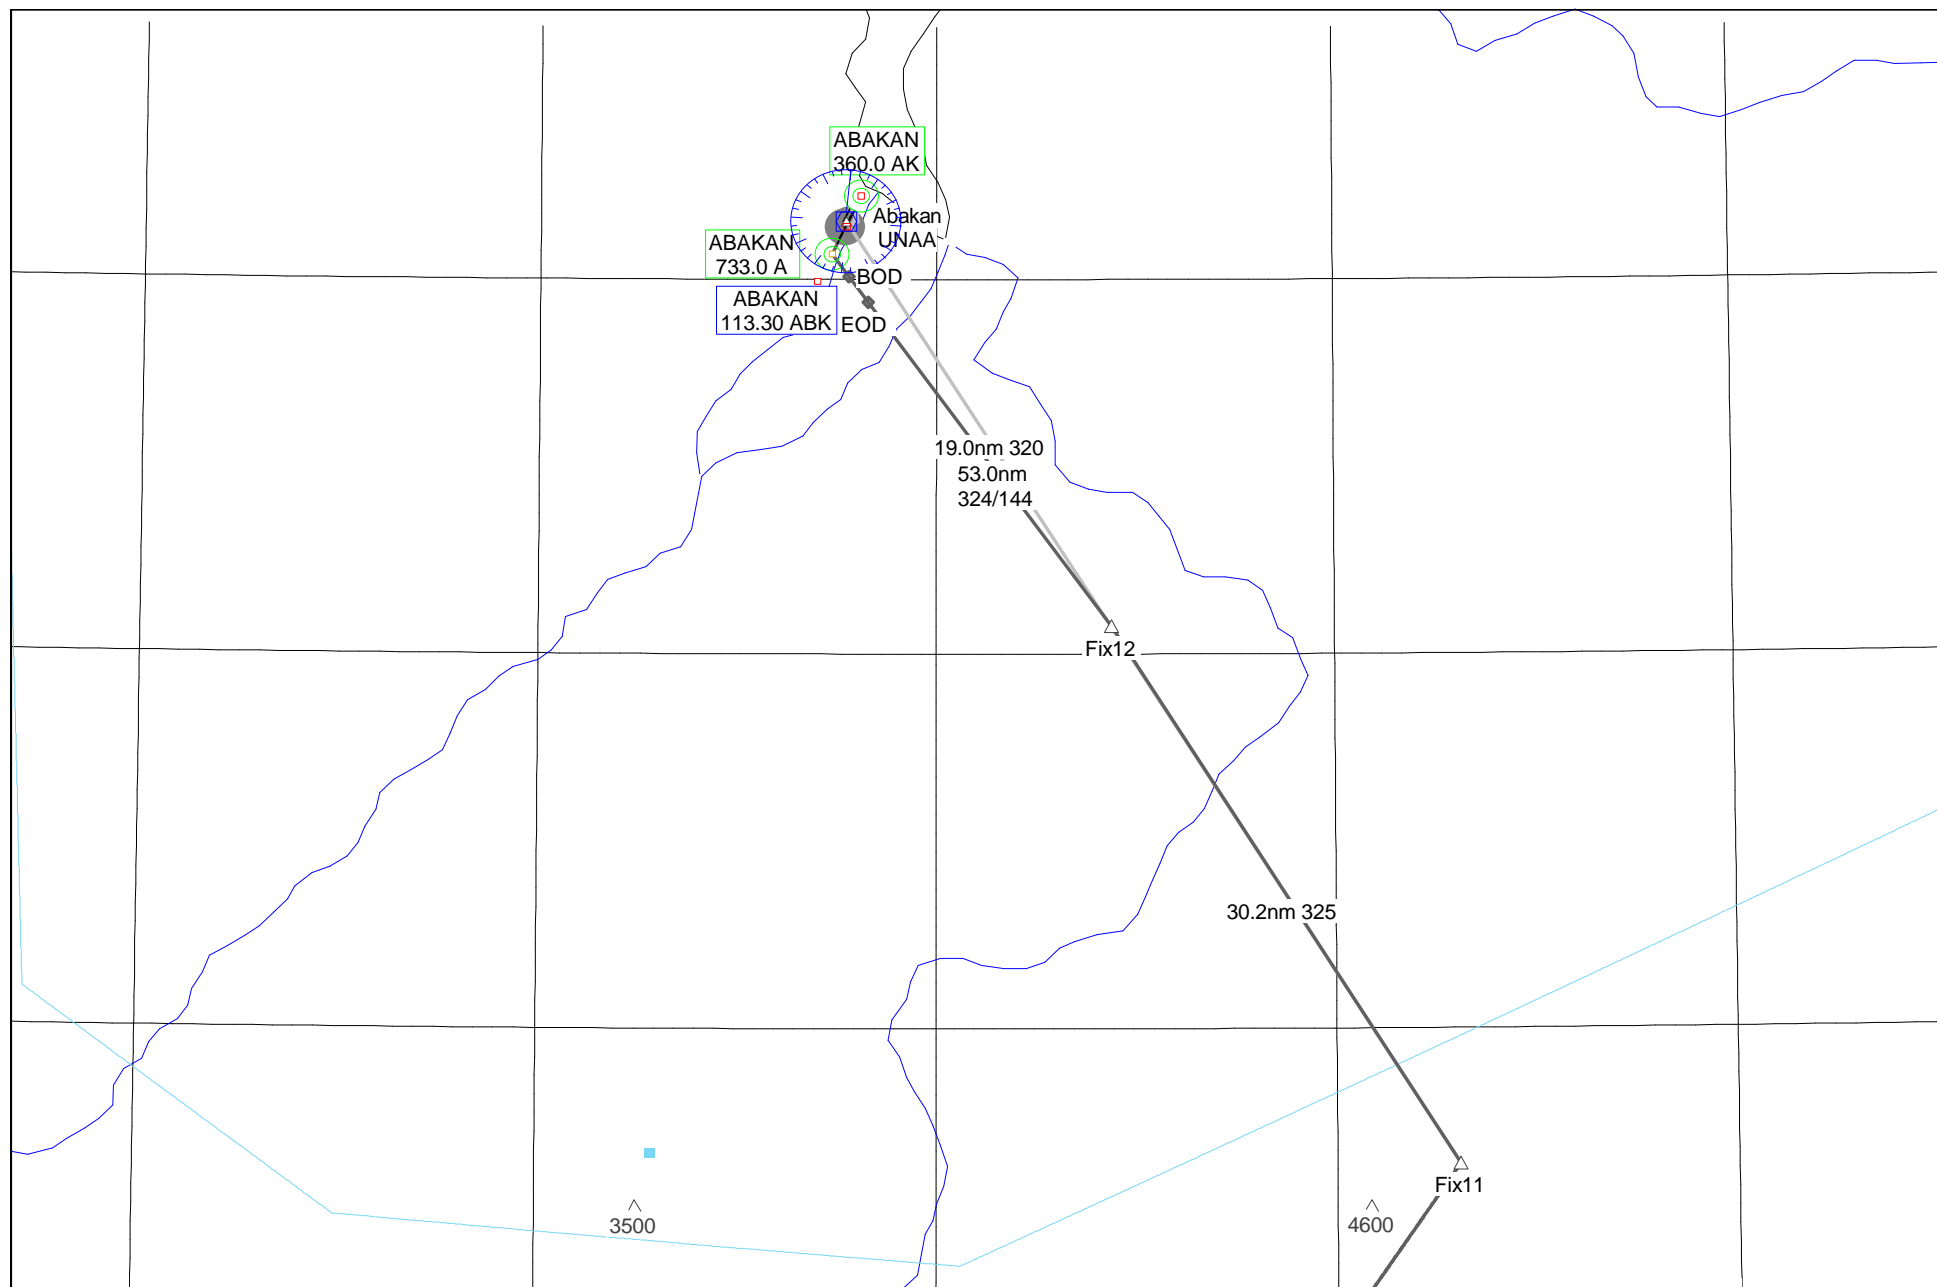 ABAKAN
360.0 AK
Abakan
UNAA
ABAKAN
733.0 A
BOD
ABAKAN
113.30 ABK
EOD
19.0nm 320
53.0nm
324/144
Fix12
30.2nm 325
Fix11
3500
4600